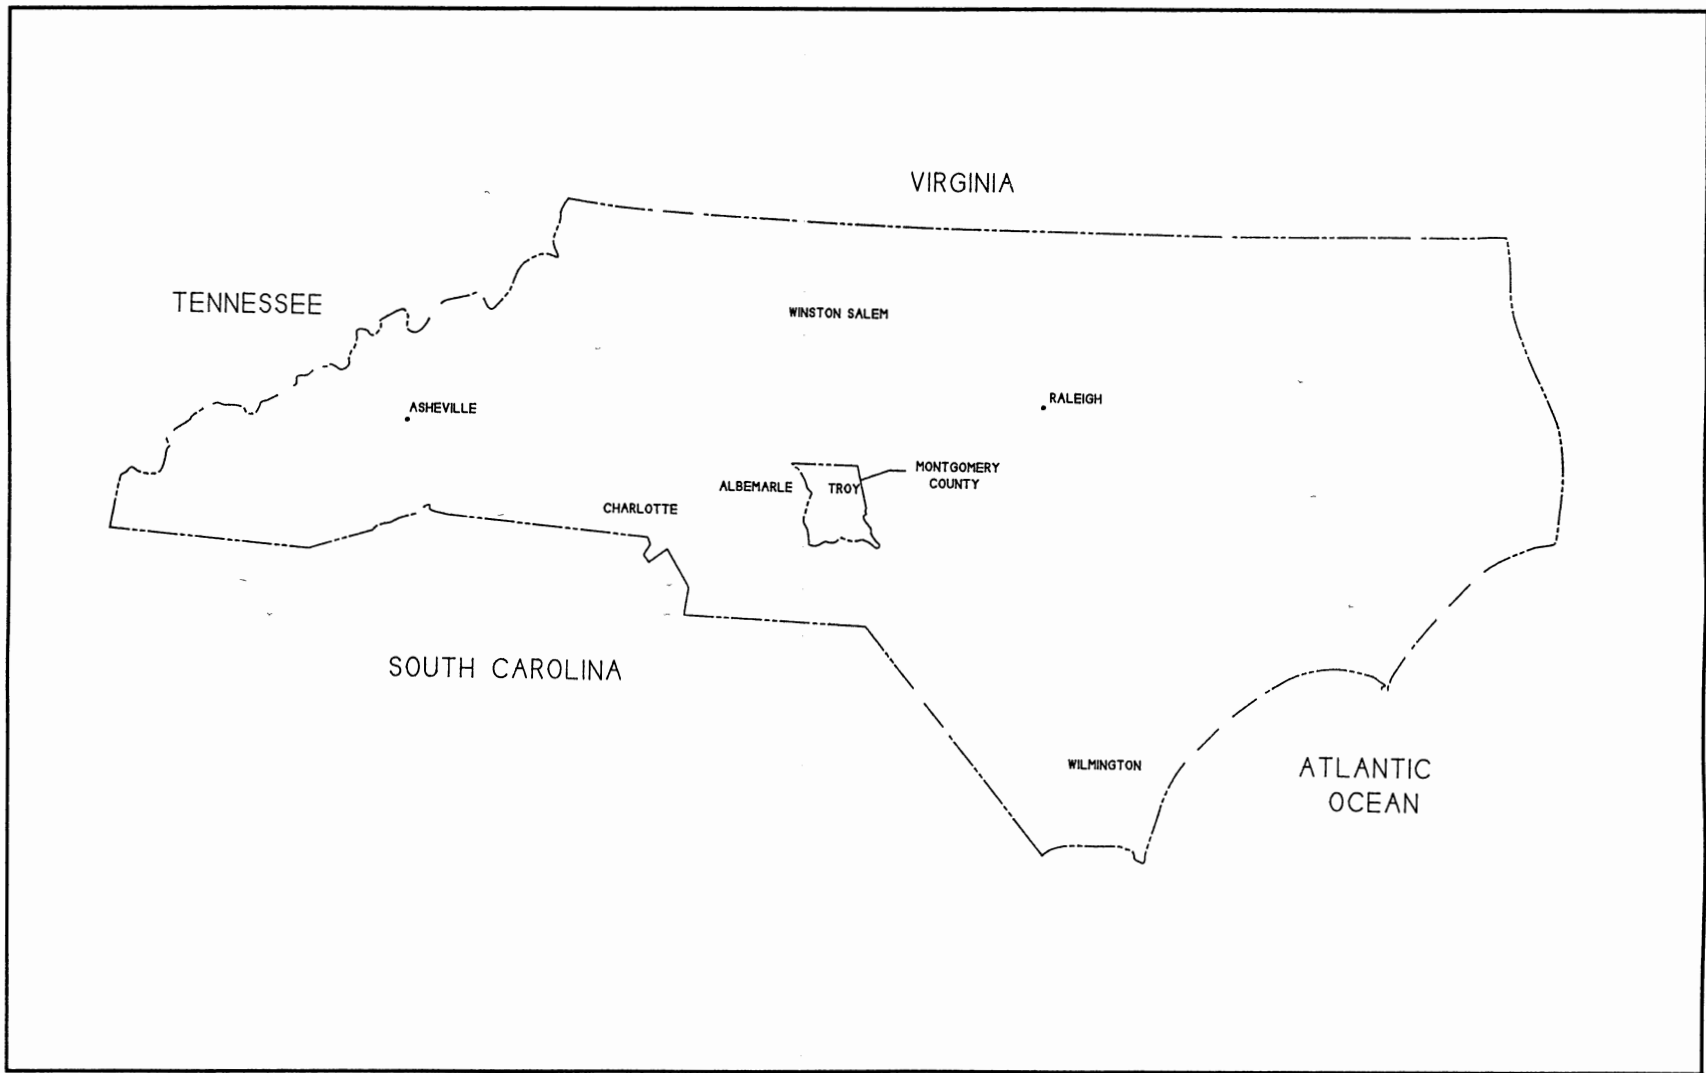 VIRGINIA
TENNESSEE
WINSTON SALEM
ASHEVILLE
RALEIGH
MONTGOMERY
COUNTY
ALBEMARLE
TROY
CHARLOTTE
SOUTH CAROLINA
WILMINGTON
ATLANTIC
OCEAN